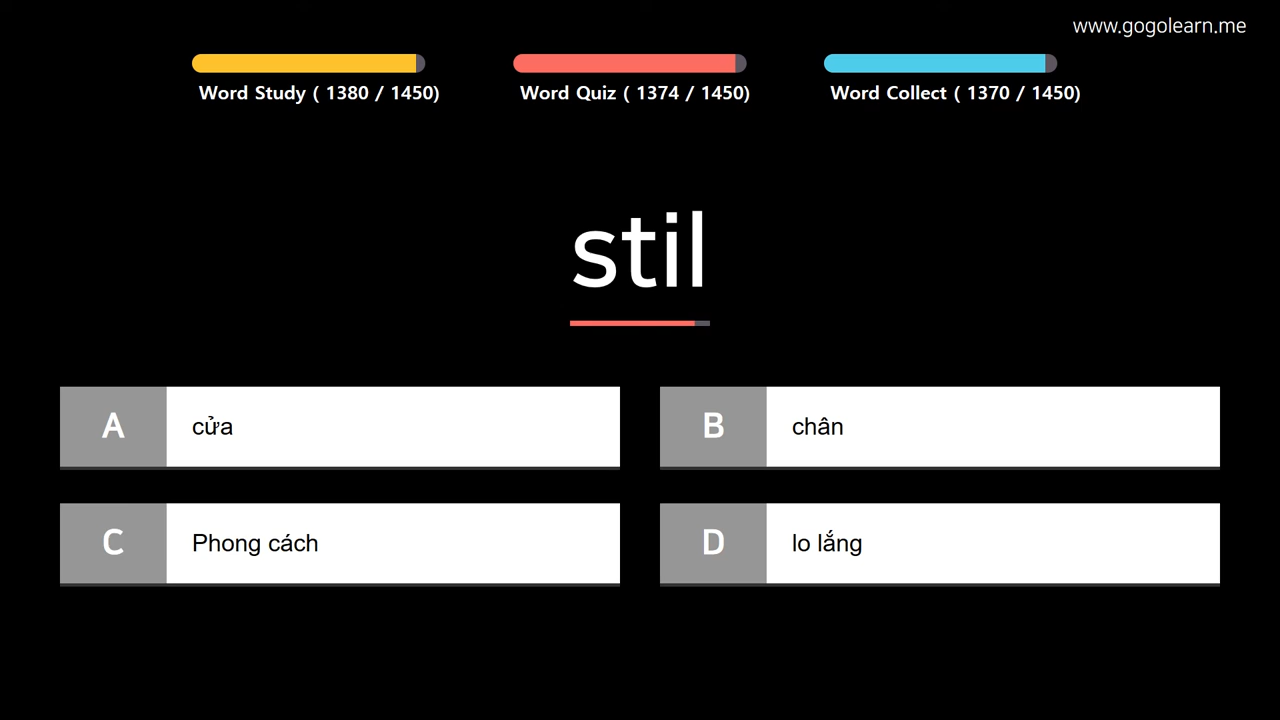 www.gogolearn.me
Word Study ( 1380 / 1450)
Word Quiz ( 1374 / 1450)
Word Collect ( 1370 / 1450)
stil
A
cửa
B
chân
C
Phong cách
D
lo lắng